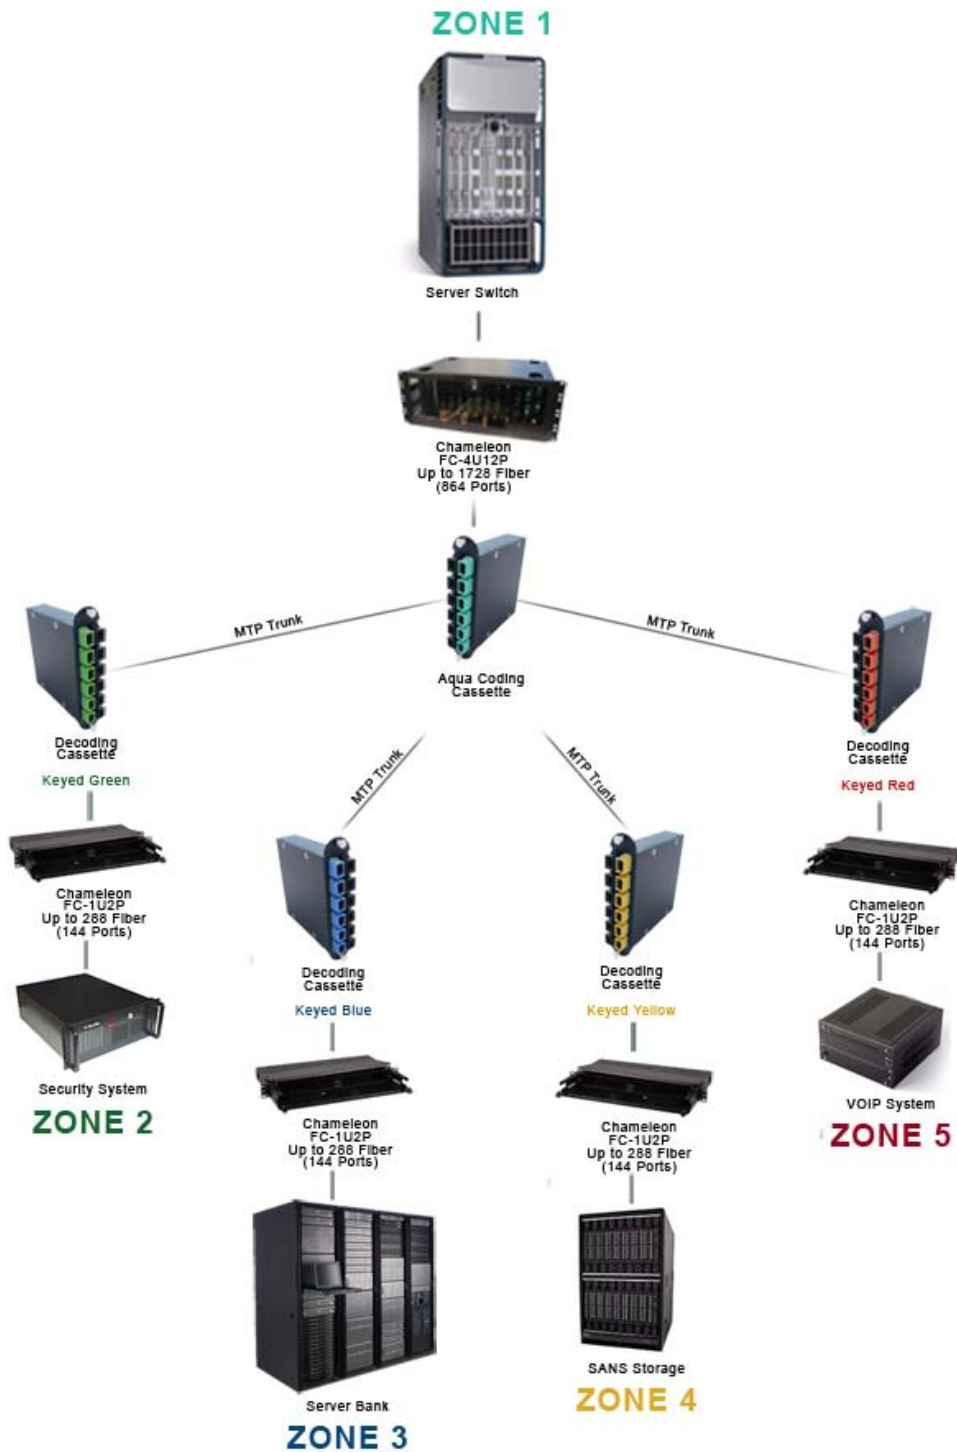 ZONE 1
Server Switch
Chameleon
FC-4U12P
Up to 1728 Fiber
(864 Ports)
MTP Trunk
MTP Trunk
Aqua Coding
Cassette
Decoding
Cassette
Keyed Green
Decoding
Cassette
Keyed Red
MTP Trunk
MTP Trunk
Chameleon
FC-1U2P
Up to 288 Fiber
(144 Ports)
Chameleon
FC-1U2P
Up to 288 Fiber
(144 Ports)
Decoding
Cassette
Keyed Blue
Decoding
Cassette
Keyed Yellow
Security System
ZONE 2
VOIP System
ZONE 5
Chameleon
FC-1U2P
Up to 288 Fiber
(144 Ports)
Chameleon
FC-1U2P
Up to 288 Fiber
(144 Ports)
Server Bank
ZONE 3
SANS Storage
ZONE 4